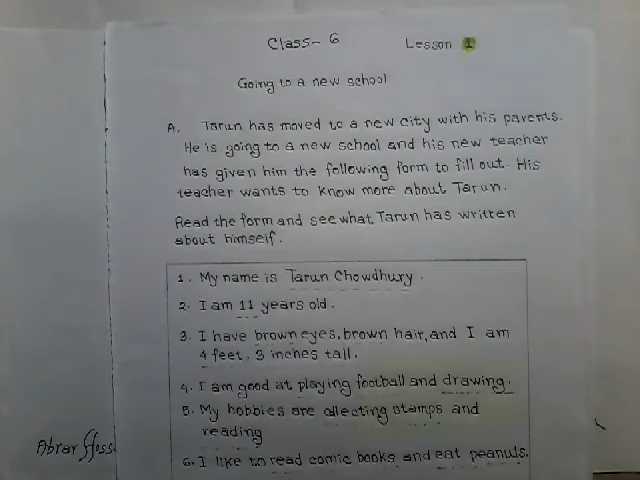 Class- 6 Lesson 1
Going to a new school
A. Tarun has moved to a new city with his parents.
He is going to a new school and his new teacher
has given him the following form to fill out. His
teacher wants to know more about Tarun.
Read the form and see what Tarun has written
about himself.
1. My name is Tarun Chowdhury.
2. I am 11 years old.
3. I have brown eyes, brown hair, and I am
4 feet, 3 inches tall.
4. I am good at playing football and drawing.
5. My hobbies are ollecting stamps and
reading
6. I like to read comic books and eat peanuts.
Abrar